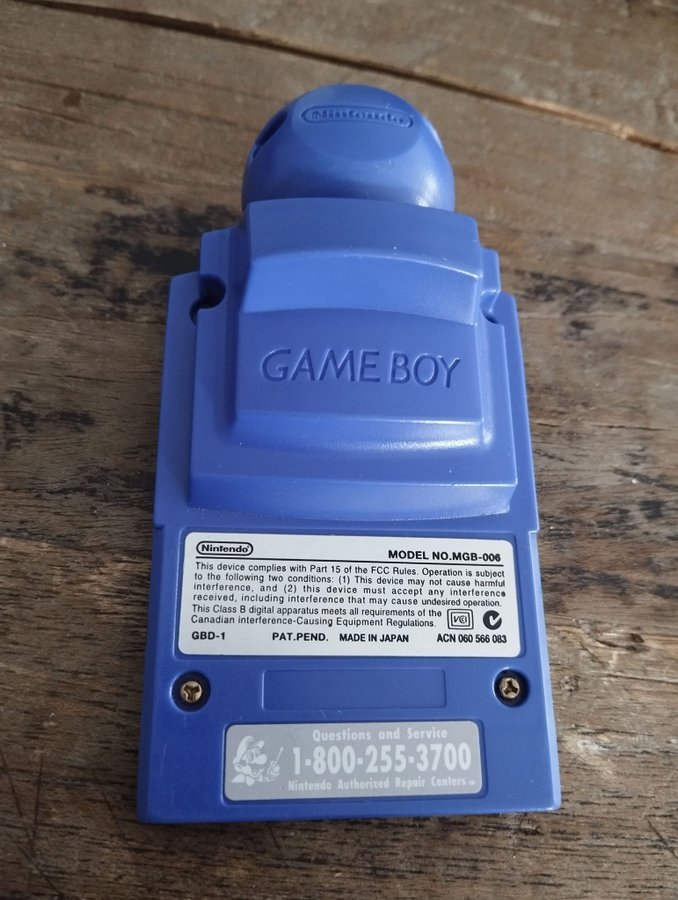 Nintendo
GAME BOY
Nintendo MODEL NO.MGB-006
This device complies with Part 15 of the FCC Rules. Operation is subject
to the following two conditions: (1) This device may not cause harmful
interference, and (2) this device must accept any interference
received, including interference that may cause undesired operation.
This Class B digital apparatus meets all requirements of the
Canadian interference-Causing Equipment Regulations. VCI
GBD-1 PAT.PEND. MADE IN JAPAN ACN 060 566 083
Questions and Service
1-800-255-3700
Nintendo Authorized Repair Centers